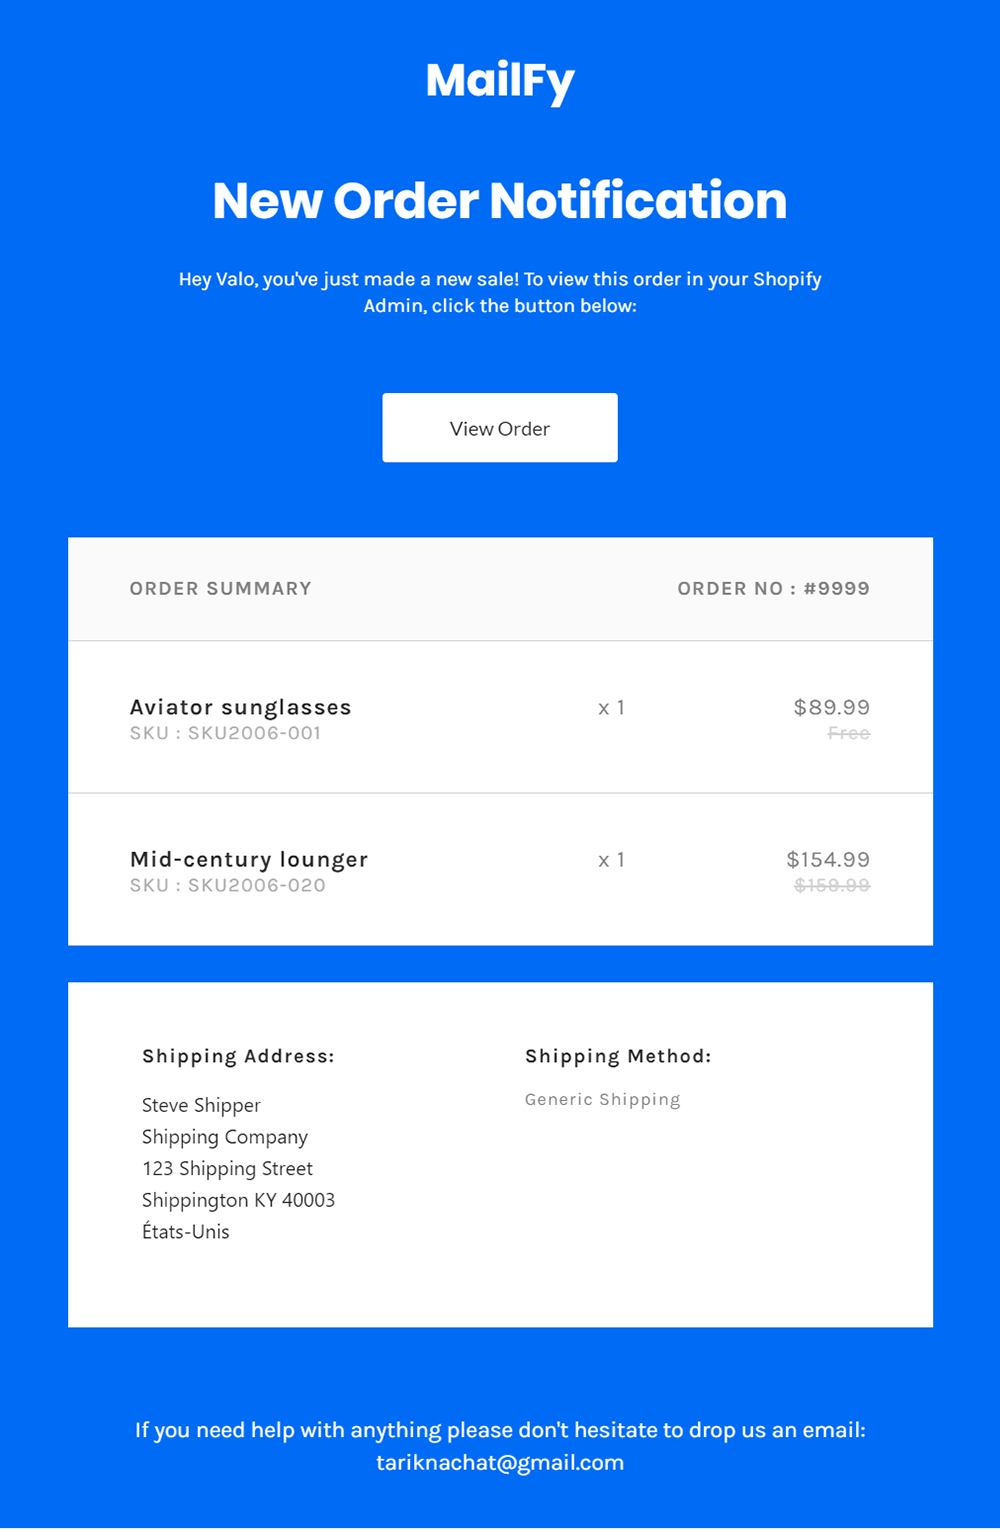 MailFy
New Order Notification
Hey Valo, you've just made a new sale! To view this order in your Shopify
Admin, click the button below:
View Order
ORDER SUMMARY ORDER NO : #9999
Aviator sunglasses x 1 $89.99
SKU : SKU2006-001 Free
Mid-century lounger x 1 $154.99
SKU : SKU2006-020 $159.99
Shipping Address:
Steve Shipper
Shipping Company
123 Shipping Street
Shippington KY 40003
États-Unis
Shipping Method:
Generic Shipping
If you need help with anything please don't hesitate to drop us an email:
tariknachat@gmail.com